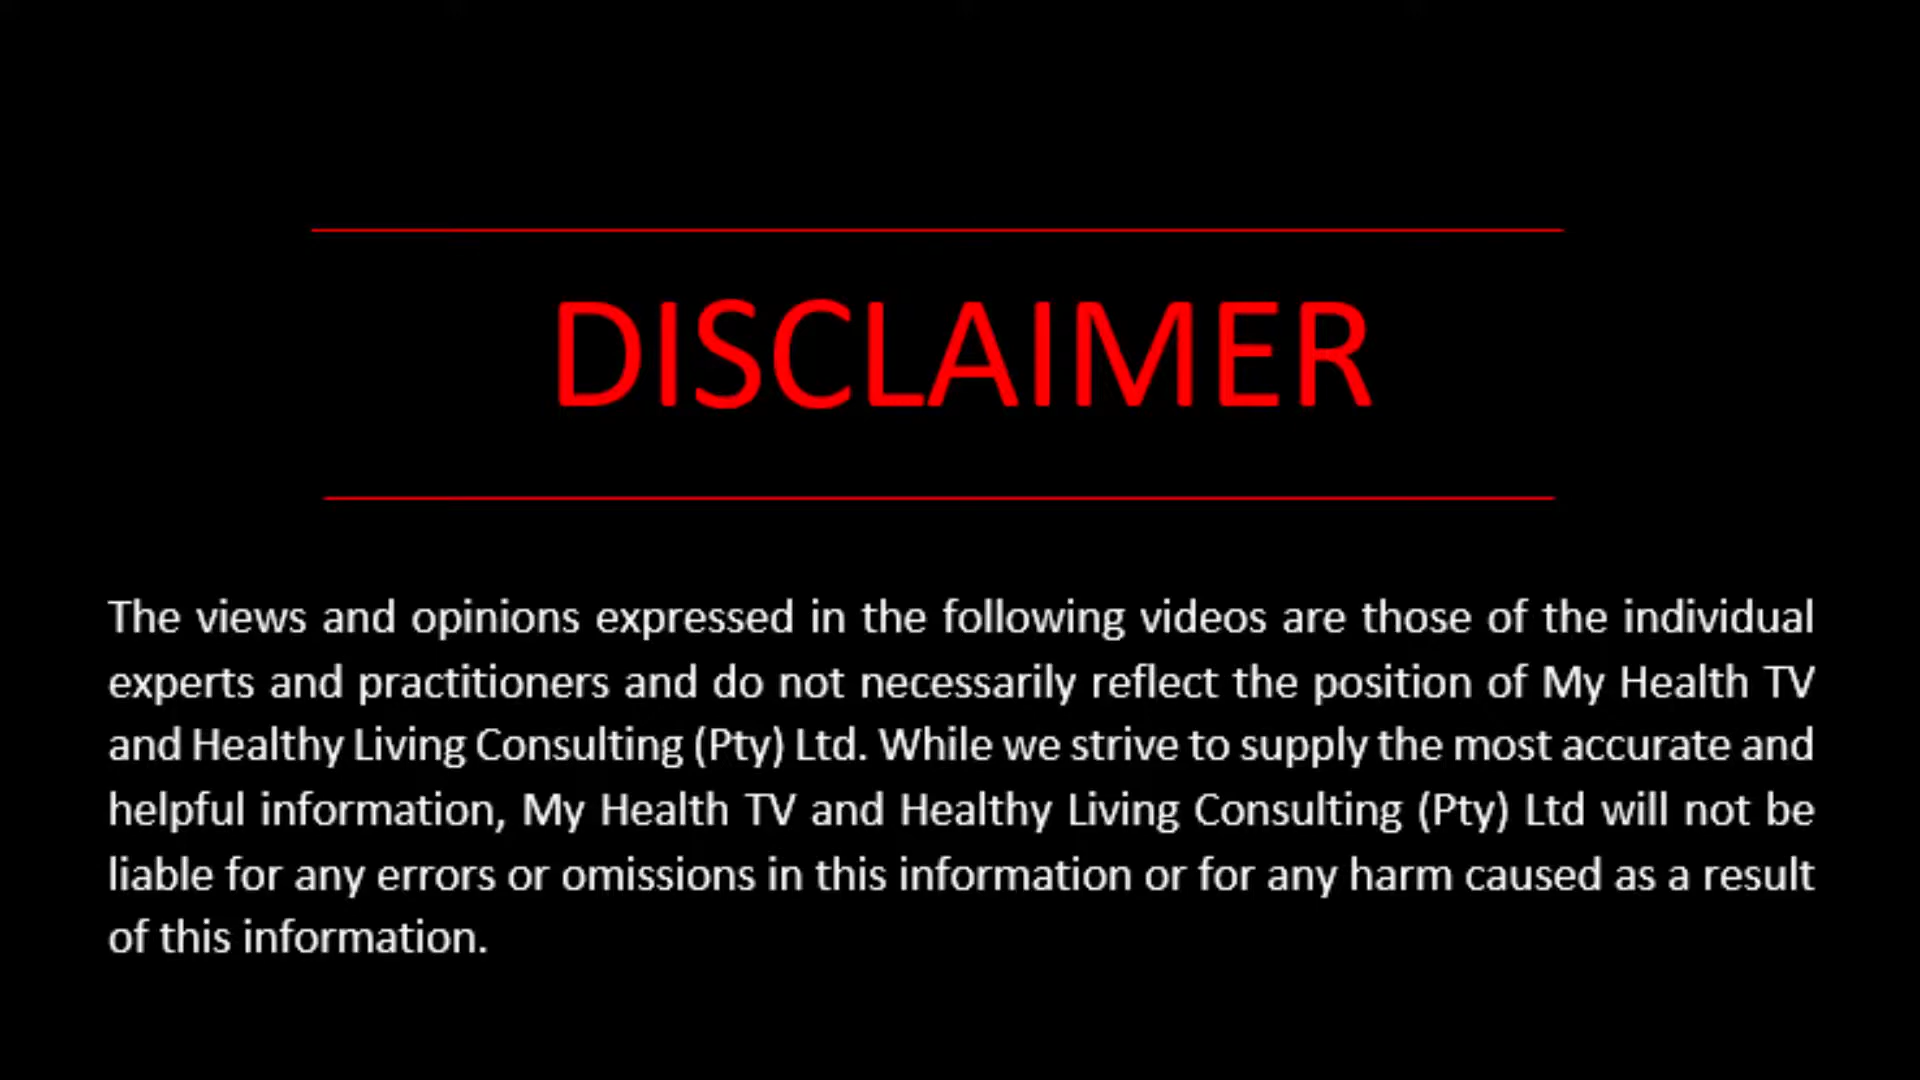 DISCLAIMER
The views and opinions expressed in the following videos are those of the individual
experts and practitioners and do not necessarily reflect the position of My Health TV
and Healthy Living Consulting (Pty) Ltd. While we strive to supply the most accurate and
helpful information, My Health TV and Healthy Living Consulting (Pty) Ltd will not be
liable for any errors or omissions in this information or for any harm caused as a result
of this information.